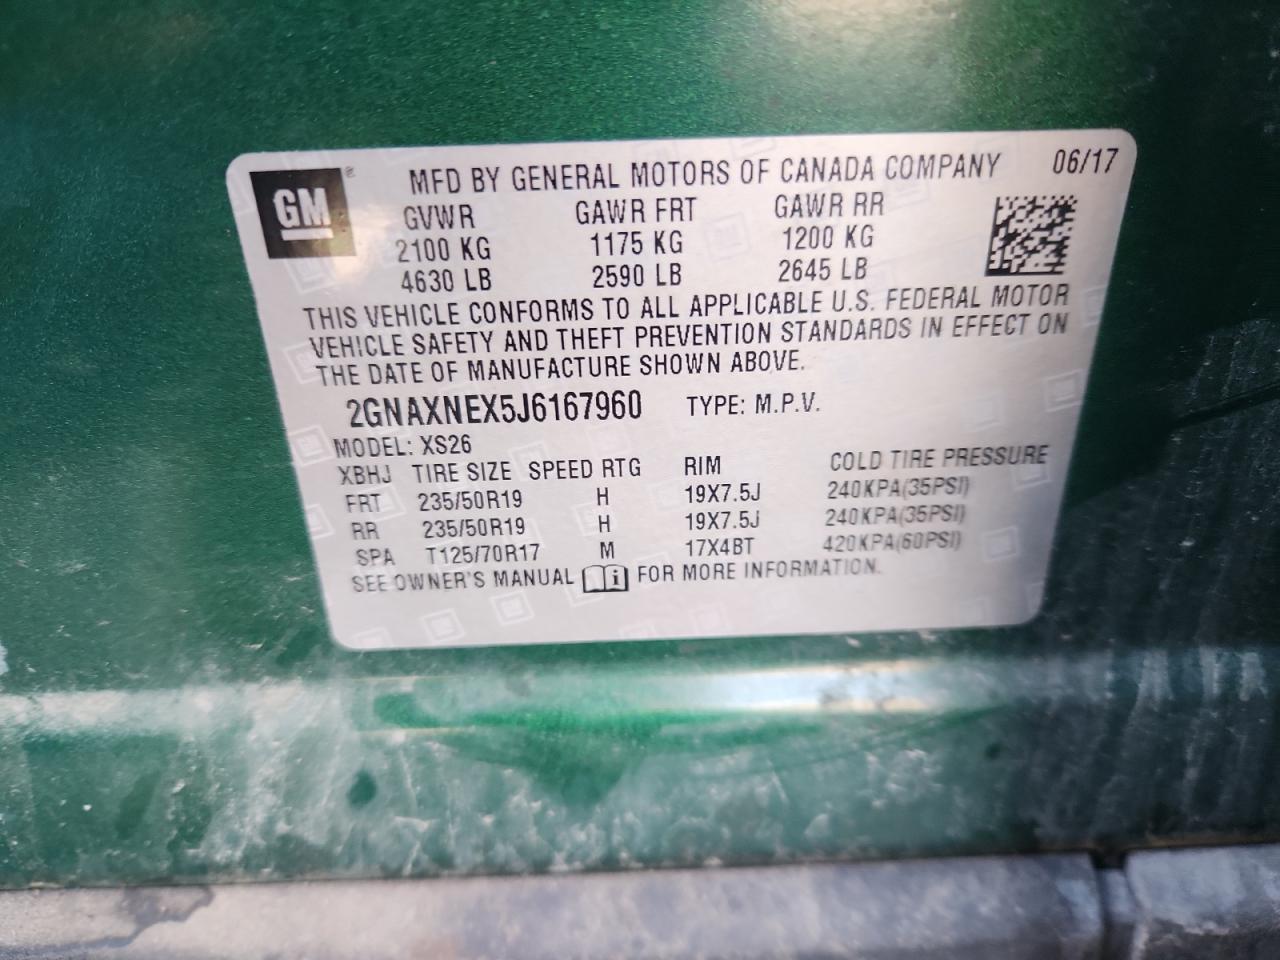 GM®
MFD BY GENERAL MOTORS OF CANADA COMPANY 06/17
GVWR GAWR FRT GAWR RR
2100 KG 1175 KG 1200 KG
4630 LB 2590 LB 2645 LB
THIS VEHICLE CONFORMS TO ALL APPLICABLE U.S. FEDERAL MOTOR
VEHICLE SAFETY AND THEFT PREVENTION STANDARDS IN EFFECT ON
THE DATE OF MANUFACTURE SHOWN ABOVE.
2GNAXNEX5J6167960 TYPE: M.P.V.
MODEL: XS26
XBHJ TIRE SIZE SPEED RTG RIM COLD TIRE PRESSURE
FRT 235/50R19 H 19X7.5J 240KPA(35PSI)
RR 235/50R19 H 19X7.5J 240KPA(35PSI)
SPA T125/70R17 M 17X4BT 420KPA(60PSI)
SEE OWNER'S MANUAL FOR MORE INFORMATION.